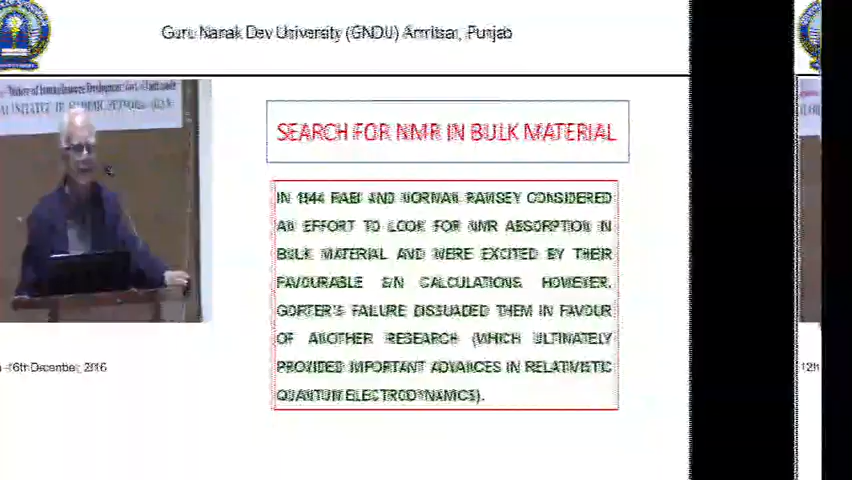 Guru Narak Dev University (GNDU) Amritsar, Punjab
SEARCH FOR NMR IN BULK MATERIAL
IN 1944 RABI AND NORMAN RAMSEY CONSIDERED
AN EFFORT TO LOOK FOR NMR ABSORPTION IN
BULK MATERIAL AND WERE EXCITED BY THEIR
FAVOURABLE S/N CALCULATIONS. HOWEVER,
GORTER'S FAILURE DISSUADED THEM IN FAVOUR
OF ANOTHER RESEARCH (WHICH ULTIMATELY
PROVIDED IMPORTANT ADVANCES IN RELATIVISTIC
QUANTUM ELECTRODYNAMICS).
16th December, 2016
12th